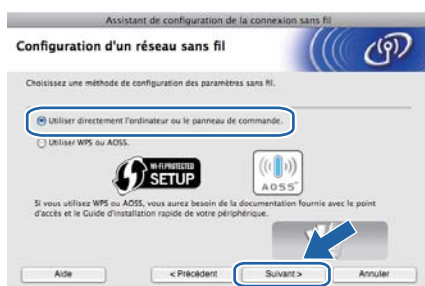 Assistant de configuration de la connexion sans fil
Configuration d'un réseau sans fil
Choisissez une méthode de configuration des paramètres sans fil.
Utiliser directement l'ordinateur ou le panneau de commande.
Utiliser WPS ou AOSS.
WI-FI PROTECTED
SETUP
AOSS™
Si vous utilisez WPS ou AOSS, vous aurez besoin de la documentation fournie avec le point
d'accès et le Guide d'installation rapide de votre périphérique.
Aide
< Précédent
Suivant >
Annuler